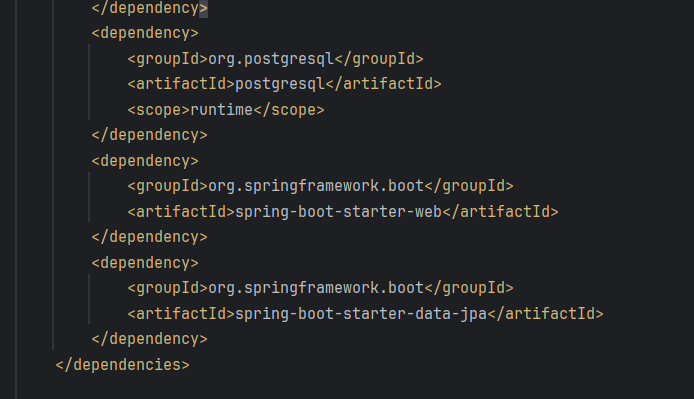 </dependency>
<dependency>
<groupId>org.postgresql</groupId>
<artifactId>postgresql</artifactId>
<scope>runtime</scope>
</dependency>
<dependency>
<groupId>org.springframework.boot</groupId>
<artifactId>spring-boot-starter-web</artifactId>
</dependency>
<dependency>
<groupId>org.springframework.boot</groupId>
<artifactId>spring-boot-starter-data-jpa</artifactId>
</dependency>
</dependencies>